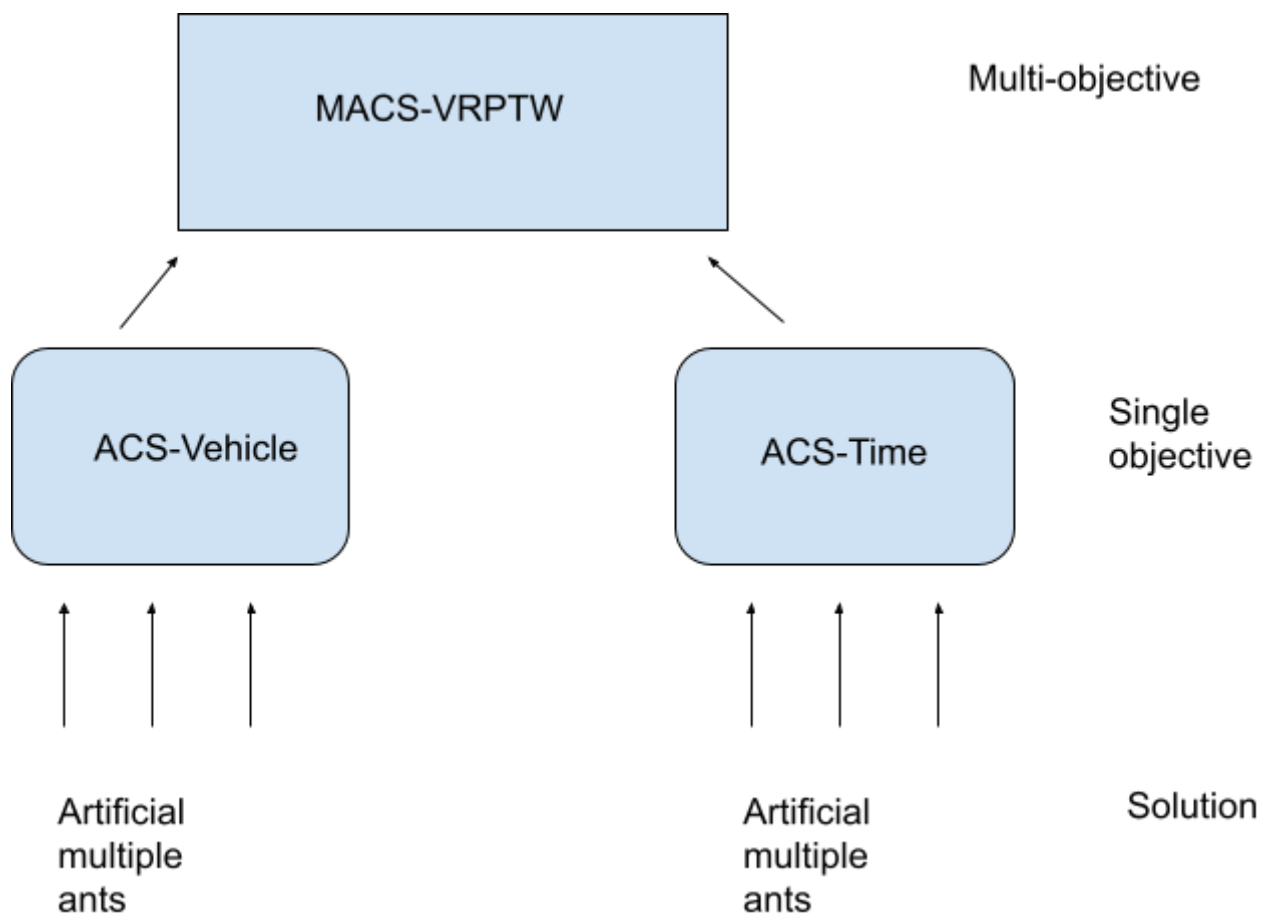 MACS-VRPTW
Multi-objective
ACS-Vehicle
ACS-Time
Single
objective
Artificial
multiple
ants
Artificial
multiple
ants
Solution